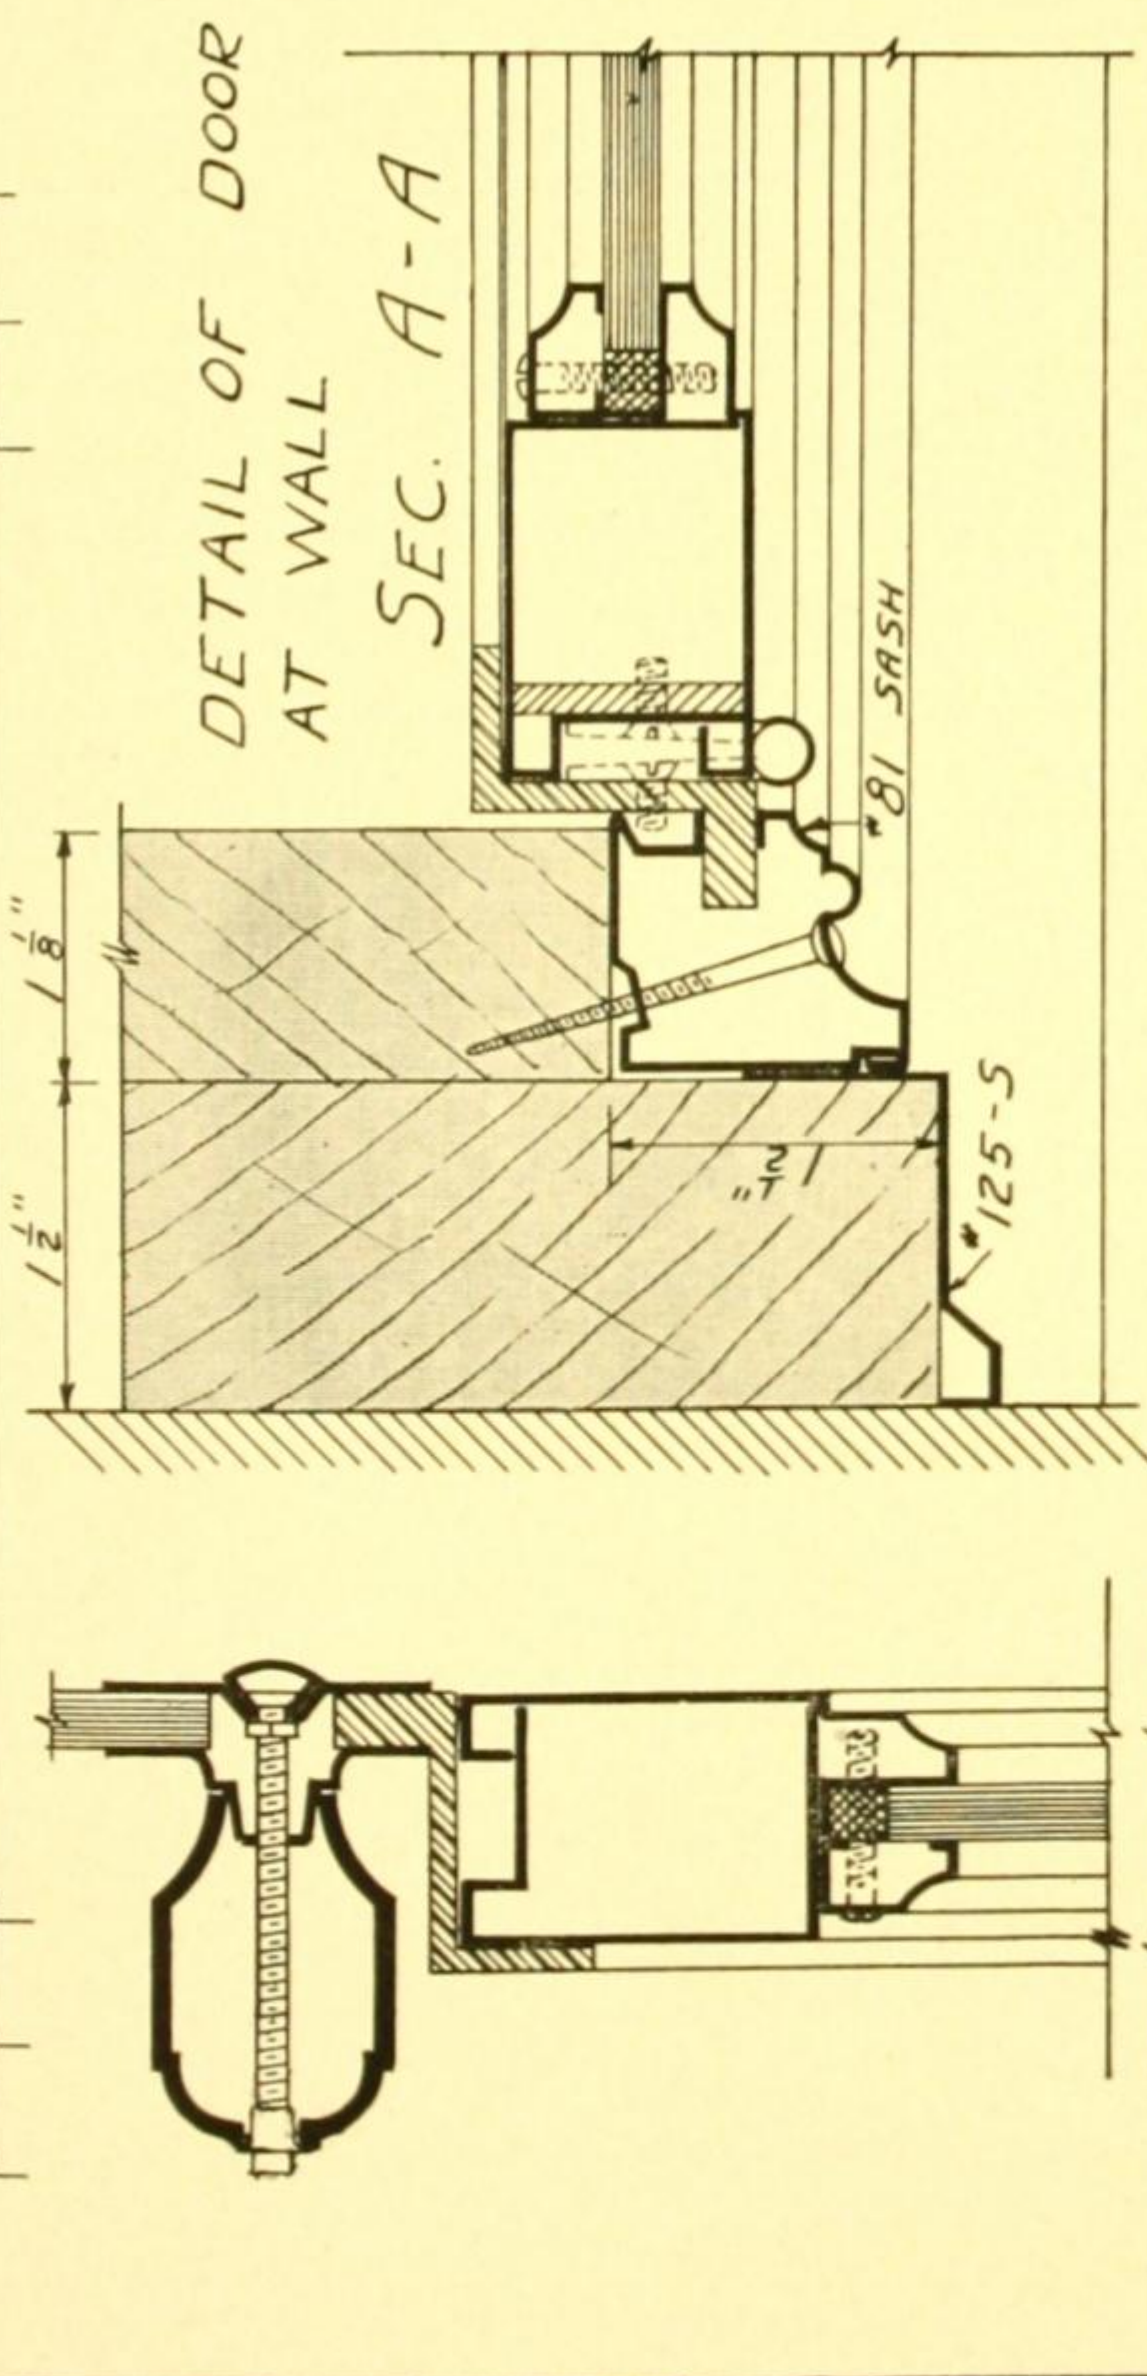 DETAIL OF DOOR
AT WALL
SEC. A-A
1 1/8"
1 1/2"
1 1/2"
#81 SASH
#125-S